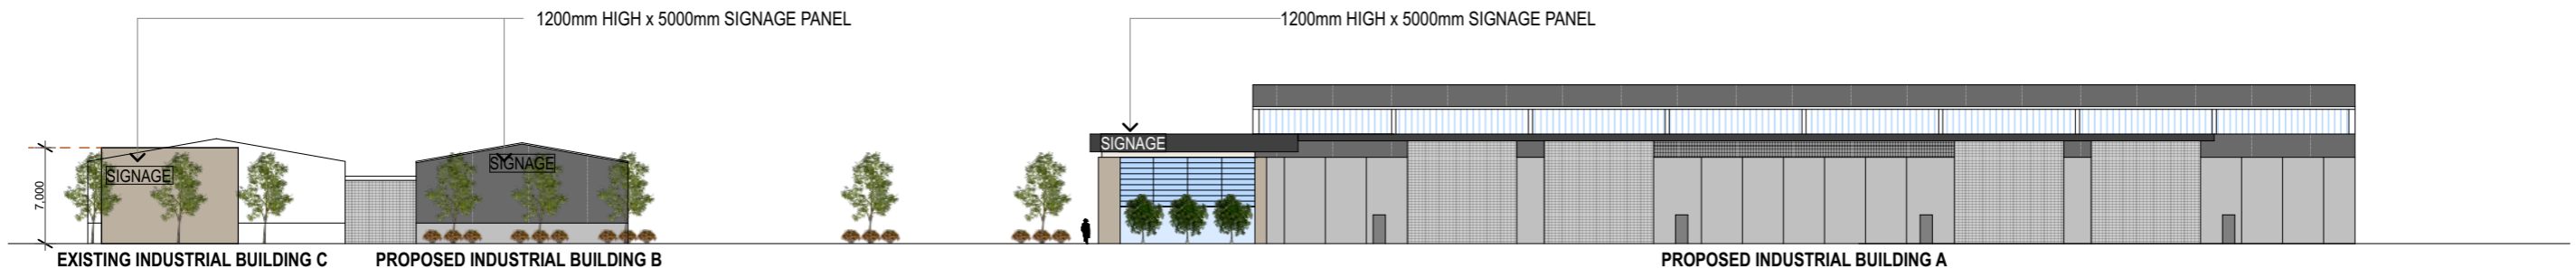 1200mm HIGH x 5000mm SIGNAGE PANEL
1200mm HIGH x 5000mm SIGNAGE PANEL
SIGNAGE
SIGNAGE
SIGNAGE
7,000
EXISTING INDUSTRIAL BUILDING C
PROPOSED INDUSTRIAL BUILDING B
PROPOSED INDUSTRIAL BUILDING A